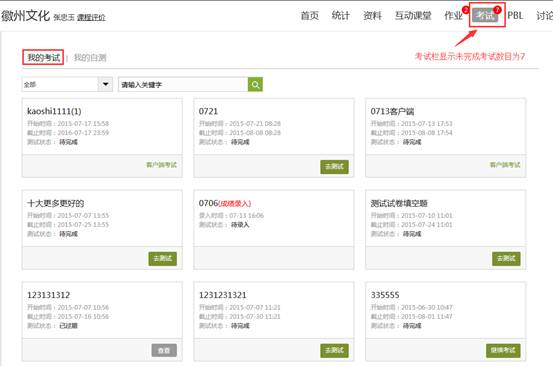 徽州文化 张忠玉 课程评价
首页 统计 资料 互动课堂 作业 2 考试 7 PBL 讨论
考试栏显示未完成考试数目为7
我的考试 | 我的自测
全部 请输入关键字
kaoshi1111(1)
开始时间：2015-07-17 15:58
截止时间：2016-07-17 23:59
测试状态： 待完成
客户端考试
0721
开始时间：2015-07-21 08:28
截止时间：2015-08-08 08:28
测试状态： 待完成
去测试
0713客户端
开始时间：2015-07-13 17:53
截止时间：2015-08-08 17:54
测试状态： 待完成
客户端考试
十大更多更好的
开始时间：2015-07-07 13:55
截止时间：2015-07-25 13:55
测试状态： 待完成
去测试
0706(成绩录入)
录入时间：07-13 16:06
测试状态： 待录入
测试试卷填空题
开始时间：2015-07-10 11:01
截止时间：2015-07-24 11:01
测试状态： 待完成
去测试
123131312
开始时间：2015-07-07 10:56
截止时间：2015-07-16 10:56
测试状态： 已过期
查看
1231231321
开始时间：2015-07-07 11:21
截止时间：2015-07-30 11:21
测试状态： 待完成
去测试
335555
开始时间：2015-06-30 10:47
截止时间：2015-08-01 11:47
测试状态： 待完成
继续考试